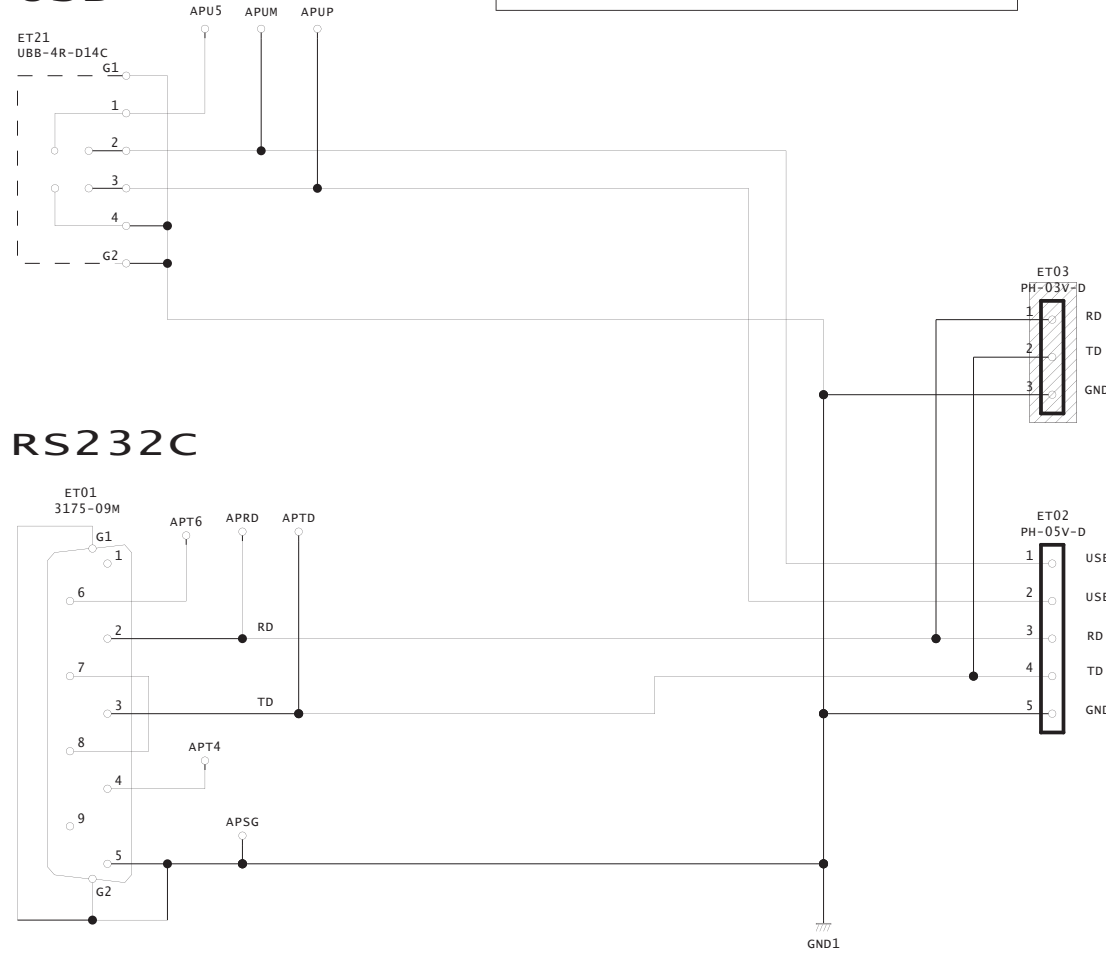 APU5 APUM APUP
ET21
UBB-4R-D14C
G1
1
2
3
4
G2
ET03
PH-03V-D
1 RD
2 TD
3 GND
RS232C
ET01
3175-09M
APT6 APRD APTD
G1
1
6
2 RD
7
3 TD
8
APT4
4
9
APSG
5
G2
ET02
PH-05V-D
1
2
3 RD
4 TD
5 GND
GND1